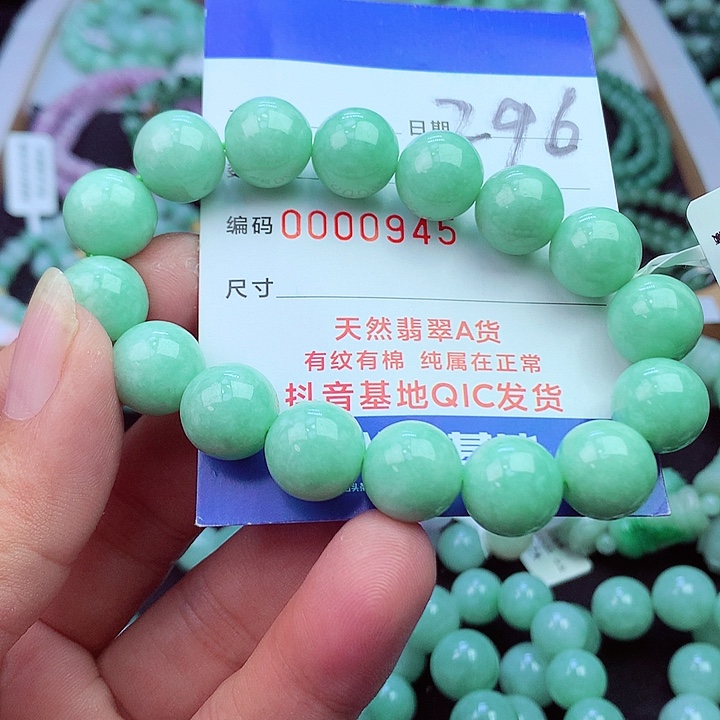 日期 296
编码 0000945
尺寸
天然翡翠A货
有纹有棉 纯属在正常
抖音基地QIC发货